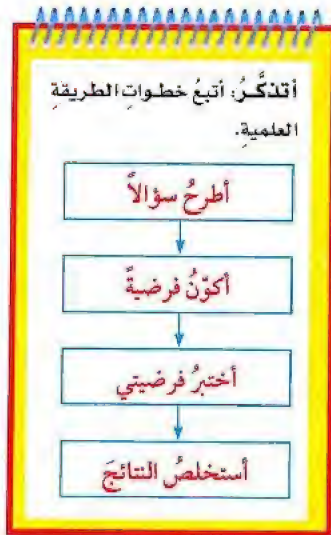 أتذكَّرُ: أتبعُ خطواتِ الطريقةِ
العلميةِ.
أطرحُ سؤالاً
أكوّنُ فرضيةً
أختبرُ فرضيتي
أستخلصُ النتائجَ